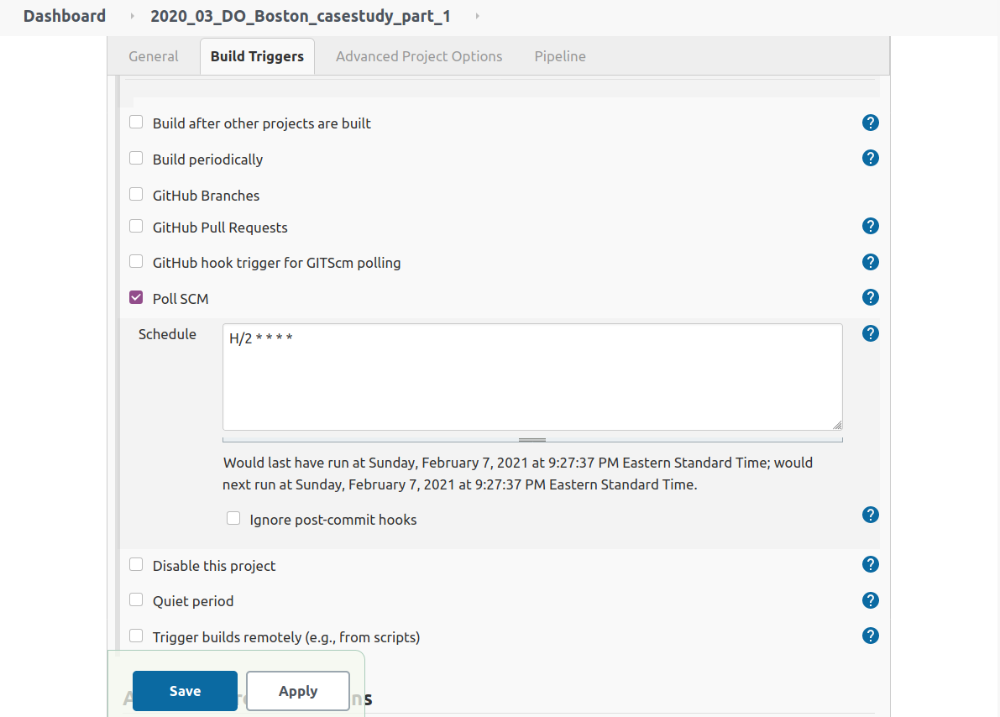 Dashboard 2020_03_DO_Boston_casestudy_part_1
General Build Triggers Advanced Project Options Pipeline
Build after other projects are built ?
Build periodically ?
GitHub Branches
GitHub Pull Requests ?
GitHub hook trigger for GITScm polling ?
Poll SCM ?
Schedule H/2 * * * * ?
Would last have run at Sunday, February 7, 2021 at 9:27:37 PM Eastern Standard Time; would
next run at Sunday, February 7, 2021 at 9:27:37 PM Eastern Standard Time.
Ignore post-commit hooks ?
Disable this project ?
Quiet period ?
Trigger builds remotely (e.g., from scripts) ?
Save Apply